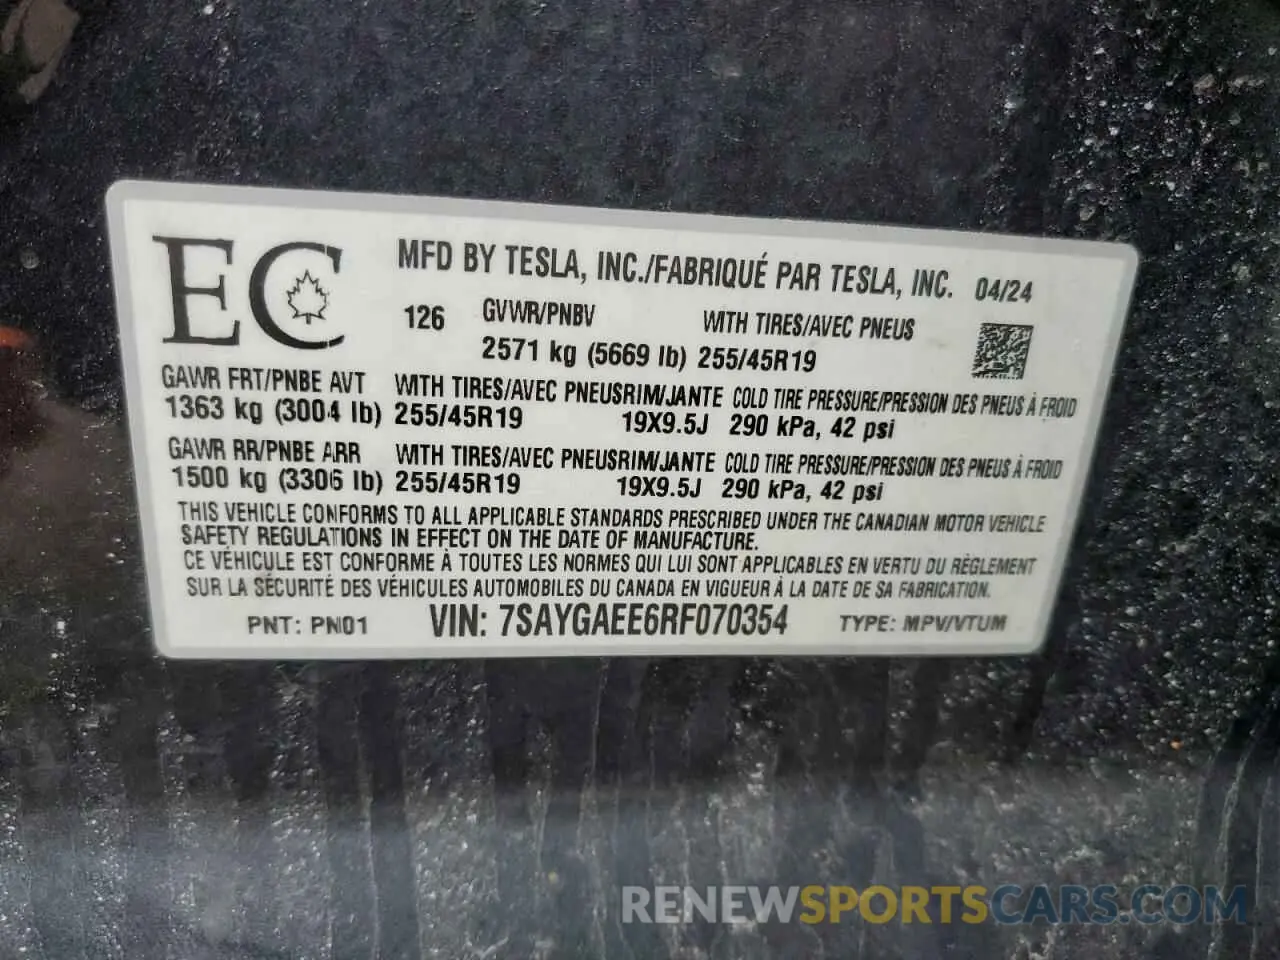 EC
MFD BY TESLA, INC./FABRIQUÉ PAR TESLA, INC. 04/24
126 GVWR/PNBV WITH TIRES/AVEC PNEUS
2571 kg (5669 lb) 255/45R19
GAWR FRT/PNBE AVT WITH TIRES/AVEC PNEUS RIM/JANTE COLD TIRE PRESSURE/PRESSION DES PNEUS À FROID
1363 kg (3004 lb) 255/45R19 19X9.5J 290 kPa, 42 psi
GAWR RR/PNBE ARR WITH TIRES/AVEC PNEUS RIM/JANTE COLD TIRE PRESSURE/PRESSION DES PNEUS À FROID
1500 kg (3306 lb) 255/45R19 19X9.5J 290 kPa, 42 psi
THIS VEHICLE CONFORMS TO ALL APPLICABLE STANDARDS PRESCRIBED UNDER THE CANADIAN MOTOR VEHICLE
SAFETY REGULATIONS IN EFFECT ON THE DATE OF MANUFACTURE.
CE VÉHICULE EST CONFORME À TOUTES LES NORMES QUI LUI SONT APPLICABLES EN VERTU DU RÈGLEMENT
SUR LA SÉCURITÉ DES VÉHICULES AUTOMOBILES DU CANADA EN VIGUEUR À LA DATE DE SA FABRICATION.
PNT: PN01 VIN: 7SAYGAEE6RF070354 TYPE: MPV/VTUM
RENEWSPORTSCARS.COM